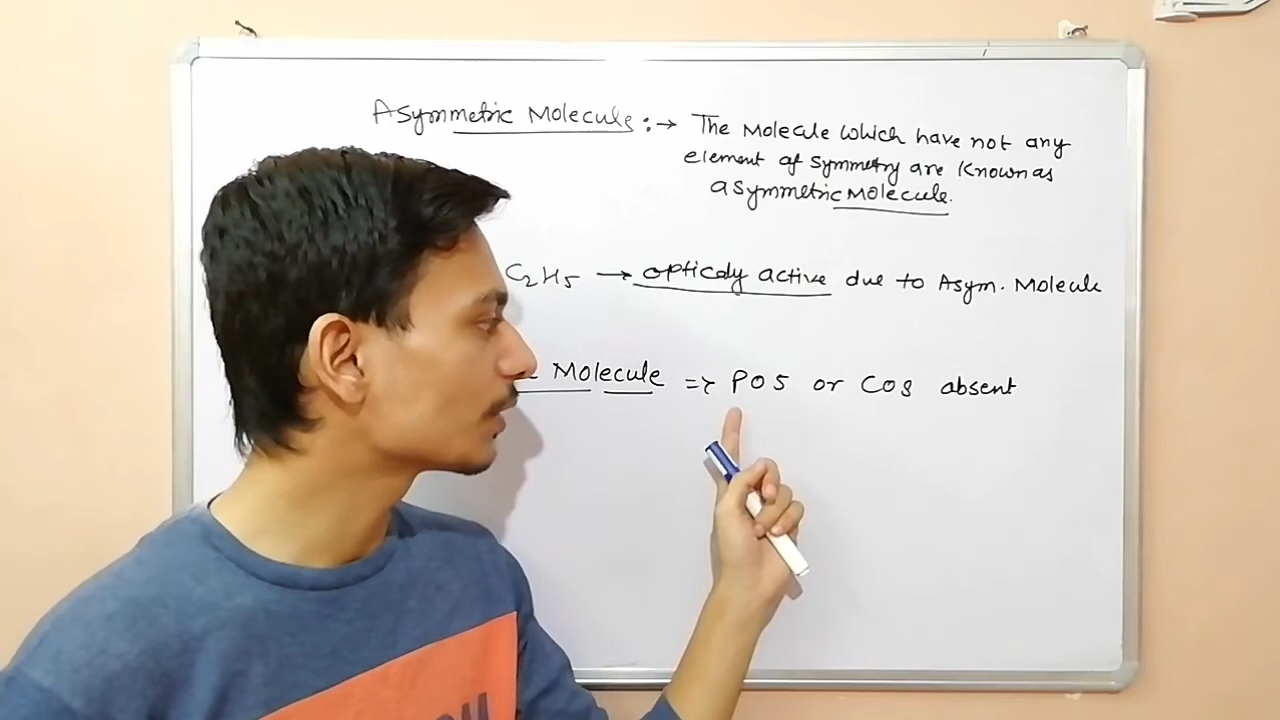 Asymmetric Molecule :→ The Molecule which have not any
element of symmetry are Known as
asymmetric Molecule.
C2H5 → optically active due to Asym. Molecule
Molecule => POS or COS absent